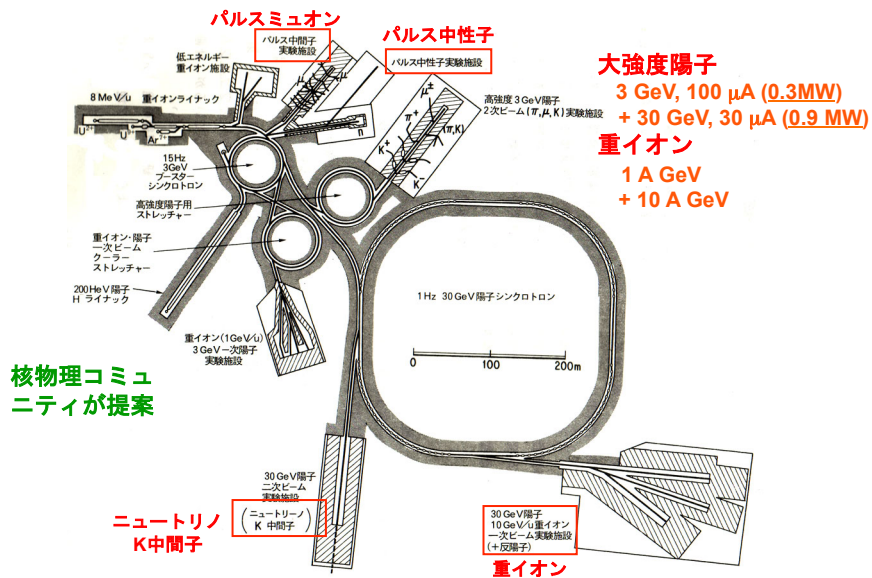 パルスミュオン
パルス中間子
実験施設
パルス中性子
パルス中性子実験施設
低エネルギー
重イオン施設
8 MeV/u 重イオンライナック
Ar
n
μ
μ
高強度 3 GeV陽子
2次ビーム(π,μ,K)実験施設
μ±
π+
(π,K)
K+
K-
大強度陽子
3 GeV, 100 μA (0.3MW)
+ 30 GeV, 30 μA (0.9 MW)
重イオン
1 A GeV
+ 10 A GeV
15Hz
3GeV
ブースター
シンクロトロン
高強度陽子用
ストレッチャー
重イオン・陽子
一次ビーム
クーラー
ストレッチャー
200HeV陽子
H ライナック
重イオン(1GeV/u)
3 GeV一次陽子
実験施設
1 Hz 30 GeV陽子シンクロトロン
0 100 200m
核物理コミュ
ニティが提案
30 GeV陽子
二次ビーム
実験施設
(ニュートリーノ
K 中間子)
ニュートリノ
K中間子
30 GeV陽子
10 GeV/u重イオン
一次ビーム実験施設
(+反陽子)
重イオン